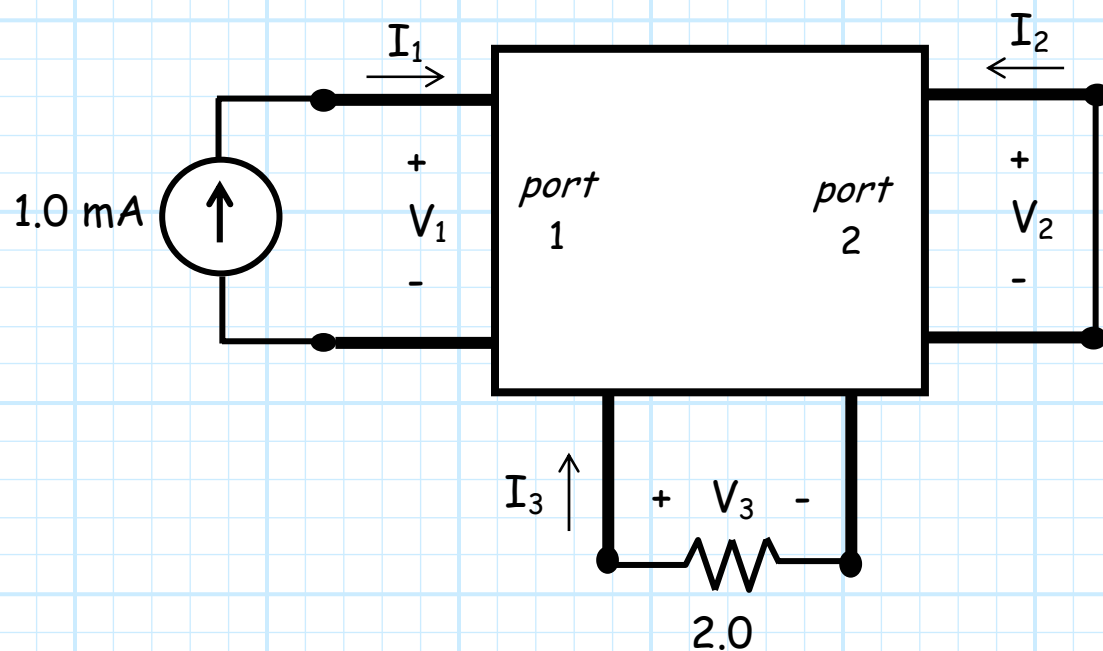 I₁
I₂
+
V₁
-
1.0 mA
port
1
port
2
+
V₂
-
I₃
+ V₃ -
2.0